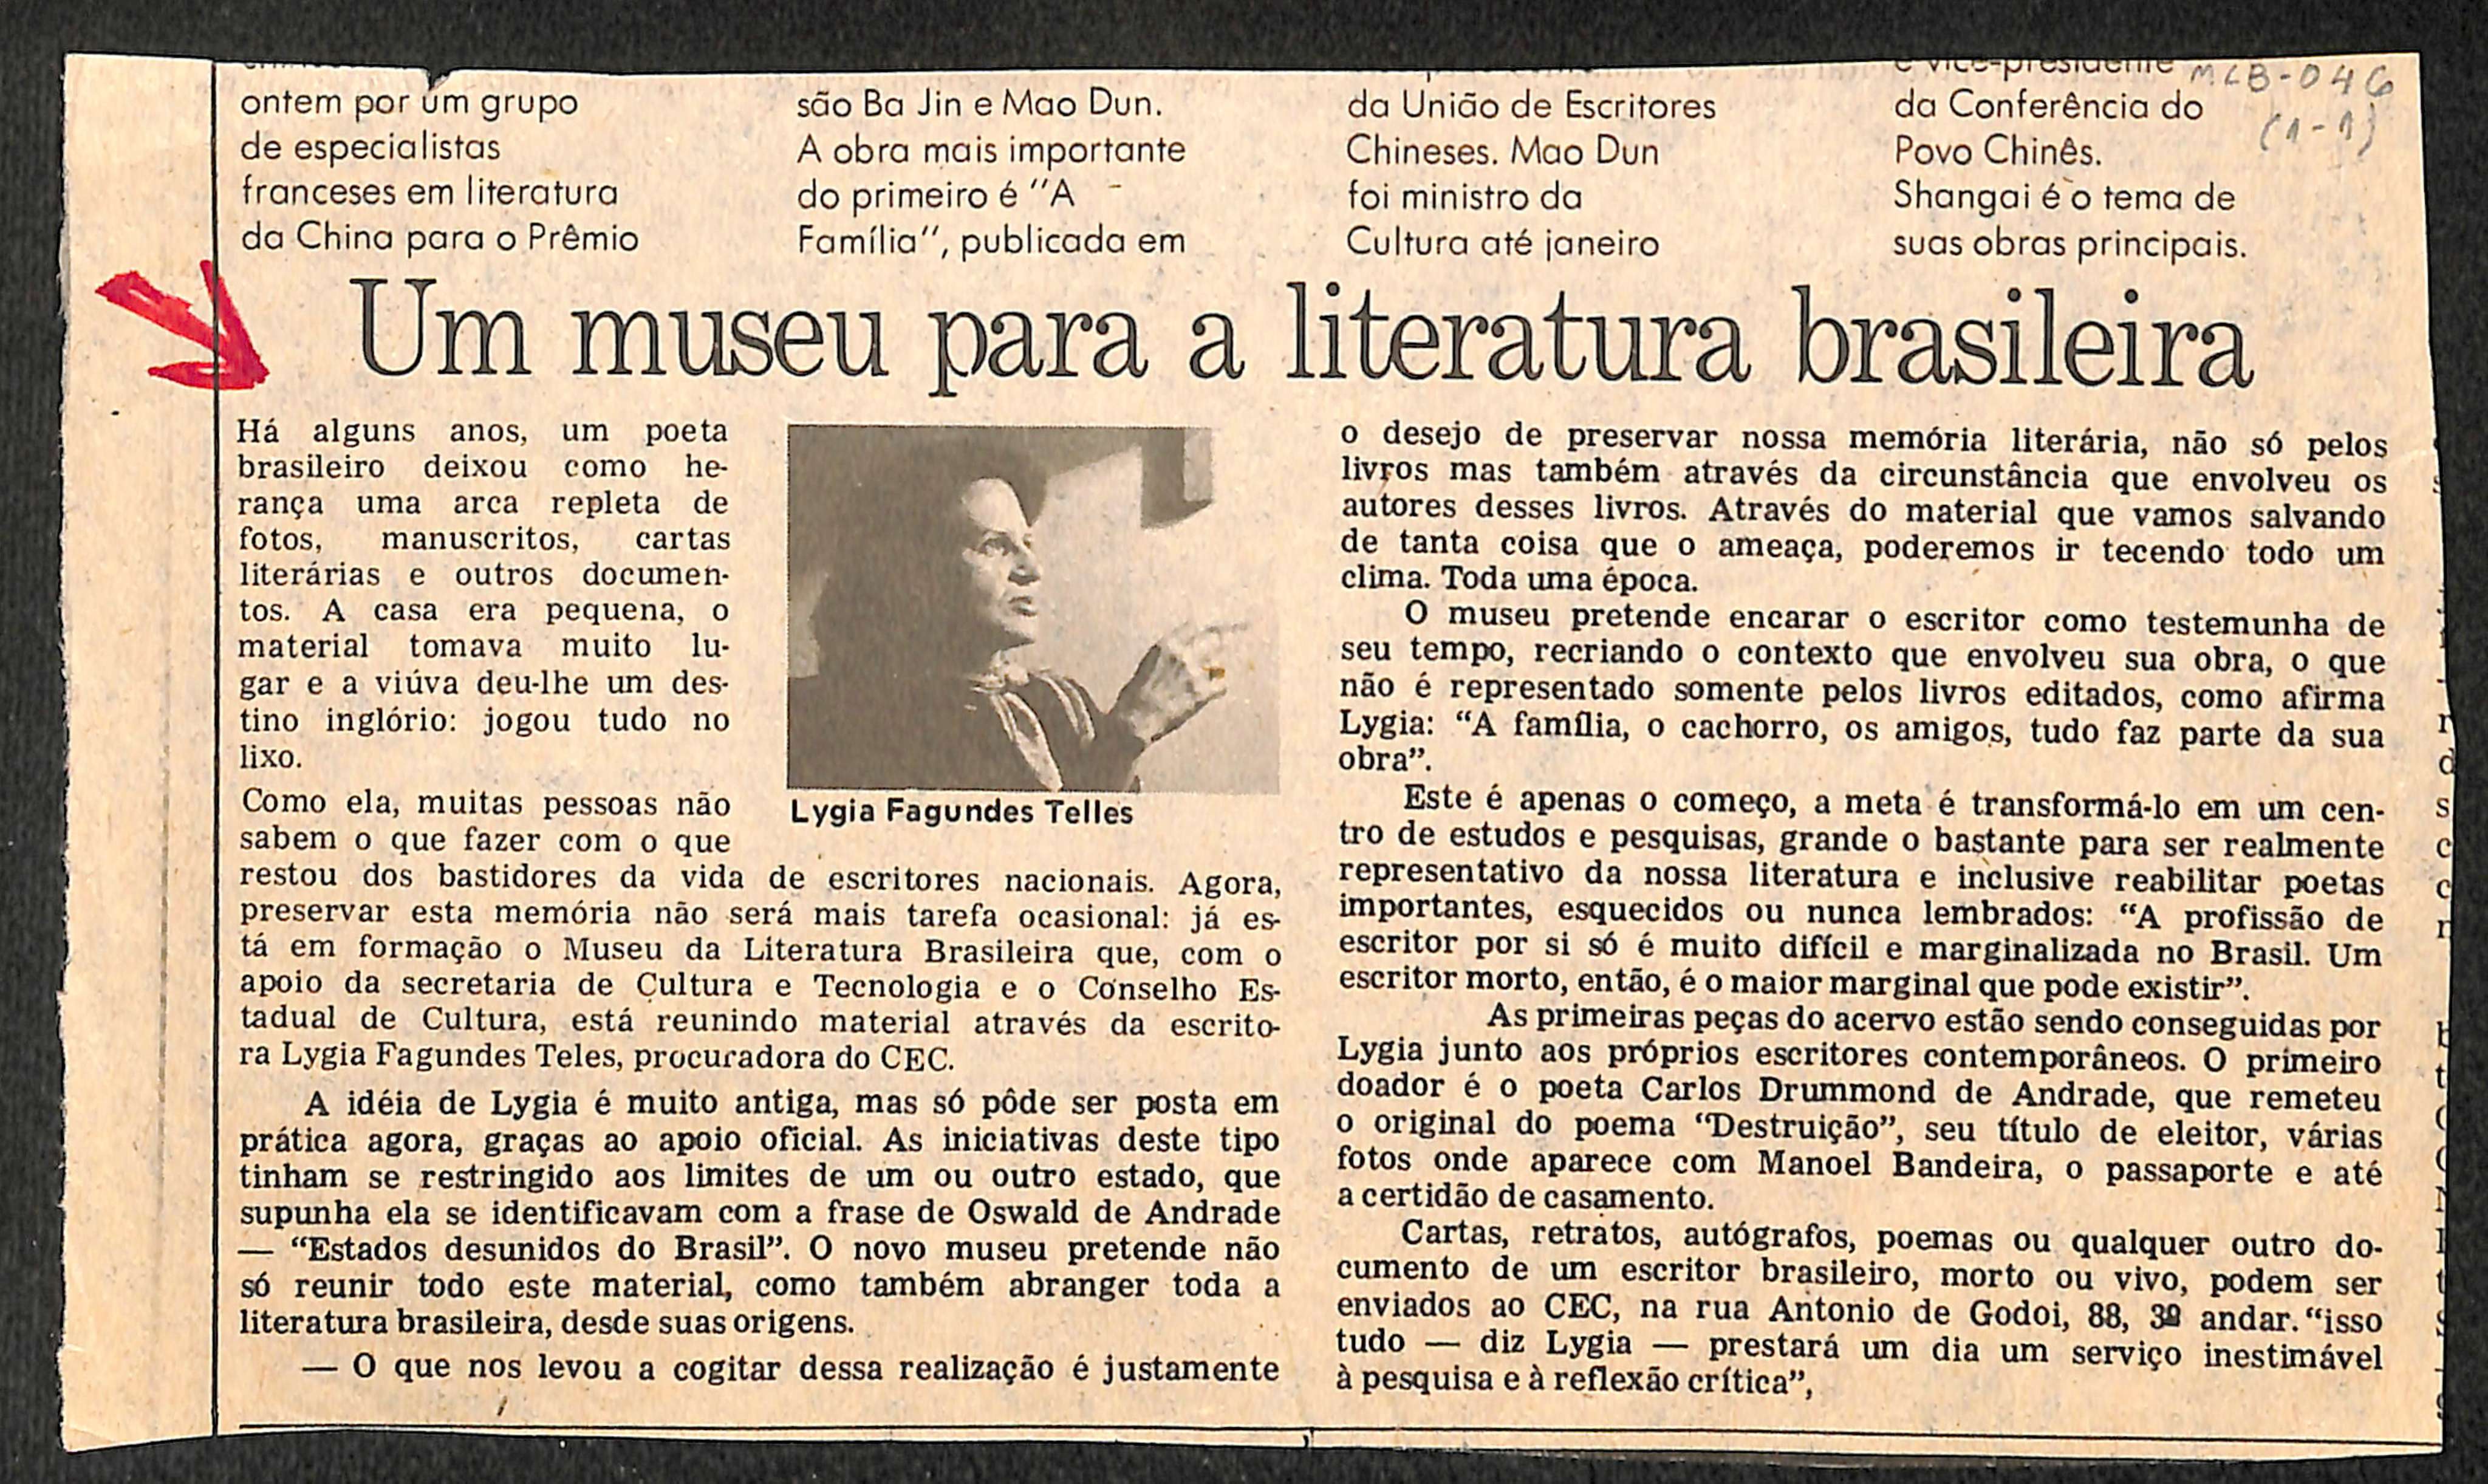 ontem por um grupo
de especialistas
franceses em literatura
da China para o Prêmio
são Ba Jin e Mao Dun.
A obra mais importante
do primeiro é "A
Família", publicada em
da União de Escritores
Chineses. Mao Dun
foi ministro da
Cultura até janeiro
e vice-presidente
da Conferência do
Povo Chinês.
Shangai é o tema de
suas obras principais.
MLB-046
(1-1)
Um museu para a literatura brasileira
Há alguns anos, um poeta
brasileiro deixou como he-
rança uma arca repleta de
fotos, manuscritos, cartas
literárias e outros documen-
tos. A casa era pequena, o
material tomava muito lu-
gar e a viúva deu-lhe um des-
tino inglório: jogou tudo no
lixo.
Como ela, muitas pessoas não
sabem o que fazer com o que
restou dos bastidores da vida de escritores nacionais. Agora,
preservar esta memória não será mais tarefa ocasional: já es-
tá em formação o Museu da Literatura Brasileira que, com o
apoio da secretaria de Cultura e Tecnologia e o Conselho Es-
tadual de Cultura, está reunindo material através da escrito-
ra Lygia Fagundes Teles, procuradora do CEC.
A idéia de Lygia é muito antiga, mas só pôde ser posta em
prática agora, graças ao apoio oficial. As iniciativas deste tipo
tinham se restringido aos limites de um ou outro estado, que
supunha ela se identificavam com a frase de Oswald de Andrade
— “Estados desunidos do Brasil”. O novo museu pretende não
só reunir todo este material, como também abranger toda a
literatura brasileira, desde suas origens.
— O que nos levou a cogitar dessa realização é justamente
Lygia Fagundes Telles
o desejo de preservar nossa memória literária, não só pelos
livros mas também através da circunstância que envolveu os
autores desses livros. Através do material que vamos salvando
de tanta coisa que o ameaça, poderemos ir tecendo todo um
clima. Toda uma época.
O museu pretende encarar o escritor como testemunha de
seu tempo, recriando o contexto que envolveu sua obra, o que
não é representado somente pelos livros editados, como afirma
Lygia: “A família, o cachorro, os amigos, tudo faz parte da sua
obra”.
Este é apenas o começo, a meta é transformá-lo em um cen-
tro de estudos e pesquisas, grande o bastante para ser realmente
representativo da nossa literatura e inclusive reabilitar poetas
importantes, esquecidos ou nunca lembrados: “A profissão de
escritor por si só é muito difícil e marginalizada no Brasil. Um
escritor morto, então, é o maior marginal que pode existir”.
As primeiras peças do acervo estão sendo conseguidas por
Lygia junto aos próprios escritores contemporâneos. O primeiro
doador é o poeta Carlos Drummond de Andrade, que remeteu
o original do poema “Destruição”, seu título de eleitor, várias
fotos onde aparece com Manoel Bandeira, o passaporte e até
a certidão de casamento.
Cartas, retratos, autógrafos, poemas ou qualquer outro do-
cumento de um escritor brasileiro, morto ou vivo, podem ser
enviados ao CEC, na rua Antonio de Godoi, 88, 3º andar. “isso
tudo — diz Lygia — prestará um dia um serviço inestimável
à pesquisa e à reflexão crítica”,